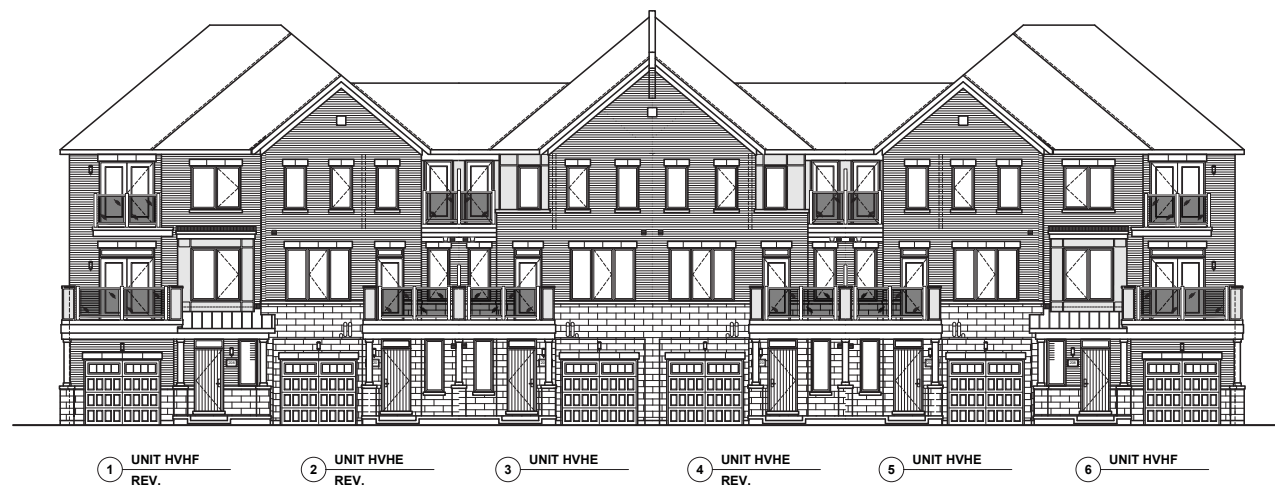 1 UNIT HVHF
REV.
2 UNIT HVHE
REV.
3 UNIT HVHE
4 UNIT HVHE
REV.
5 UNIT HVHE
6 UNIT HVHF